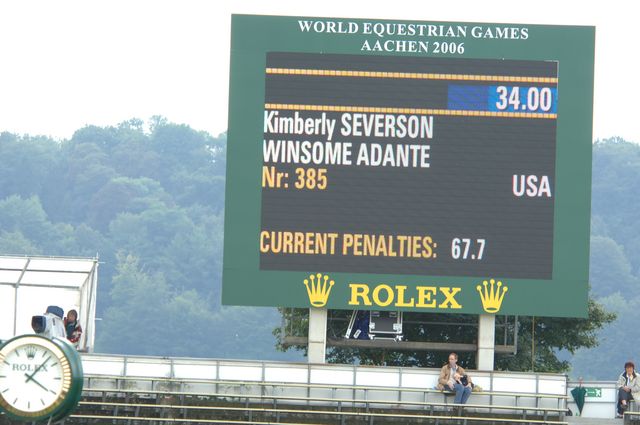 WORLD EQUESTRIAN GAMES
AACHEN 2006
34.00
Kimberly SEVERSON
WINSOME ADANTE
Nr: 385
USA
CURRENT PENALTIES: 67.7
ROLEX
ROLEX